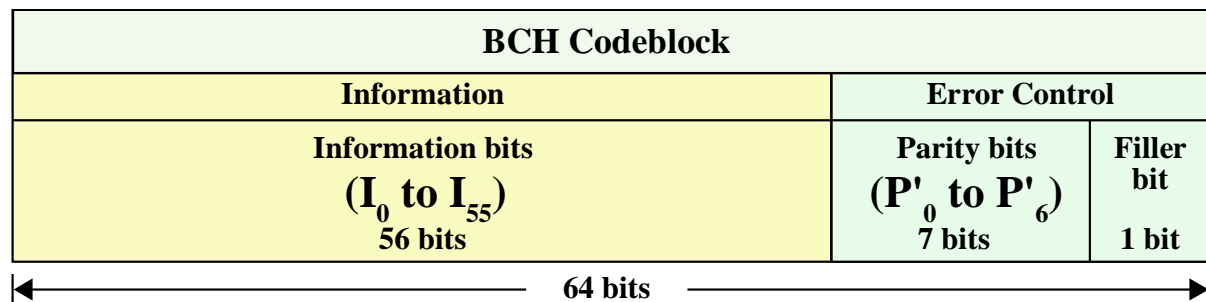 BCH Codeblock
Information
Error Control
Information bits
(I0 to I55)
56 bits
Parity bits
(P'0 to P'6)
7 bits
Filler
bit
1 bit
64 bits